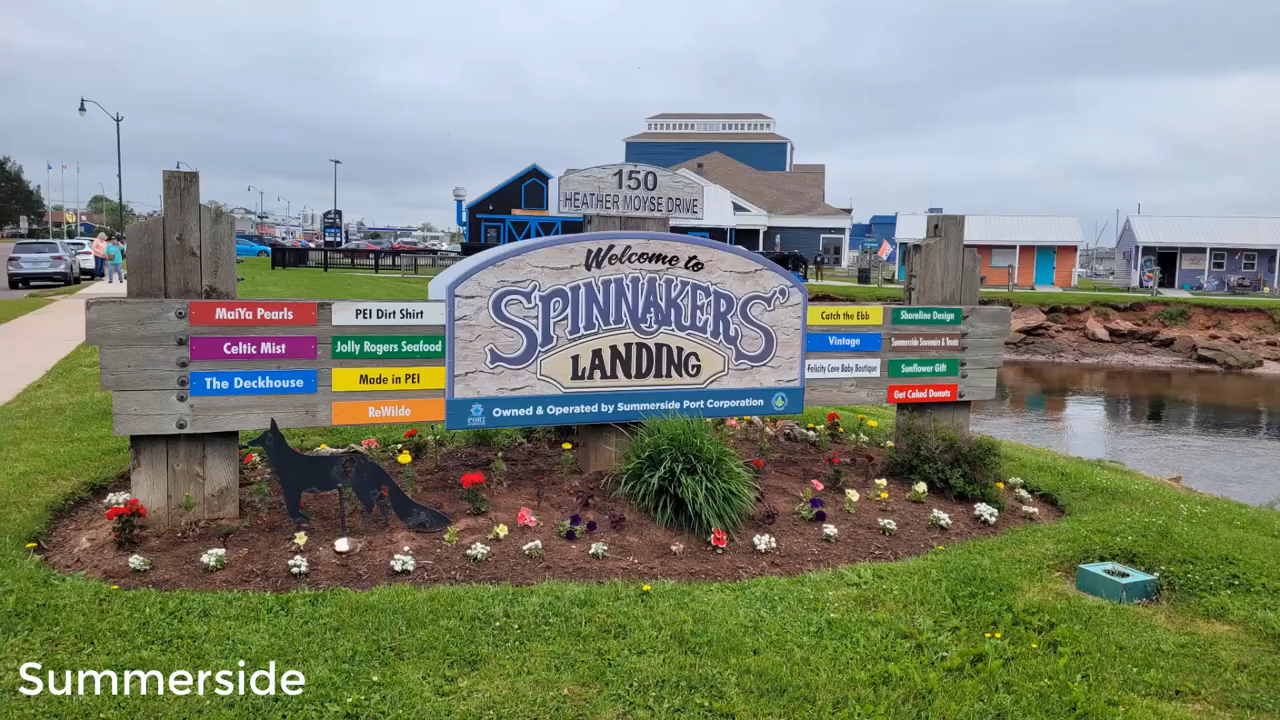 150
HEATHER MOYSE DRIVE
Welcome to
SPINNAKERS'
LANDING
PORT
Owned & Operated by Summerside Port Corporation
MaiYa Pearls
PEI Dirt Shirt
Celtic Mist
Jolly Rogers Seafood
The Deckhouse
Made in PEI
ReWilde
Catch the Ebb
Shoreline Design
Vintage
Summerside Souvenirs & Treats
Felicity Cove Baby Boutique
Sunflower Gift
Get Caked Donuts
Summerside